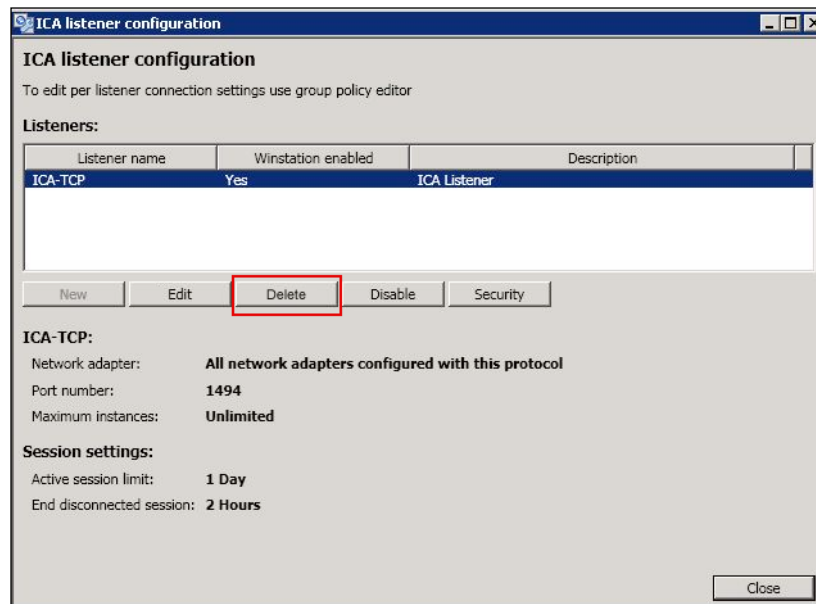 ICA listener configuration
ICA listener configuration
To edit per listener connection settings use group policy editor
Listeners:
Listener name Winstation enabled Description
ICA-TCP Yes ICA Listener
New Edit Delete Disable Security
ICA-TCP:
Network adapter: All network adapters configured with this protocol
Port number: 1494
Maximum instances: Unlimited
Session settings:
Active session limit: 1 Day
End disconnected session: 2 Hours
Close